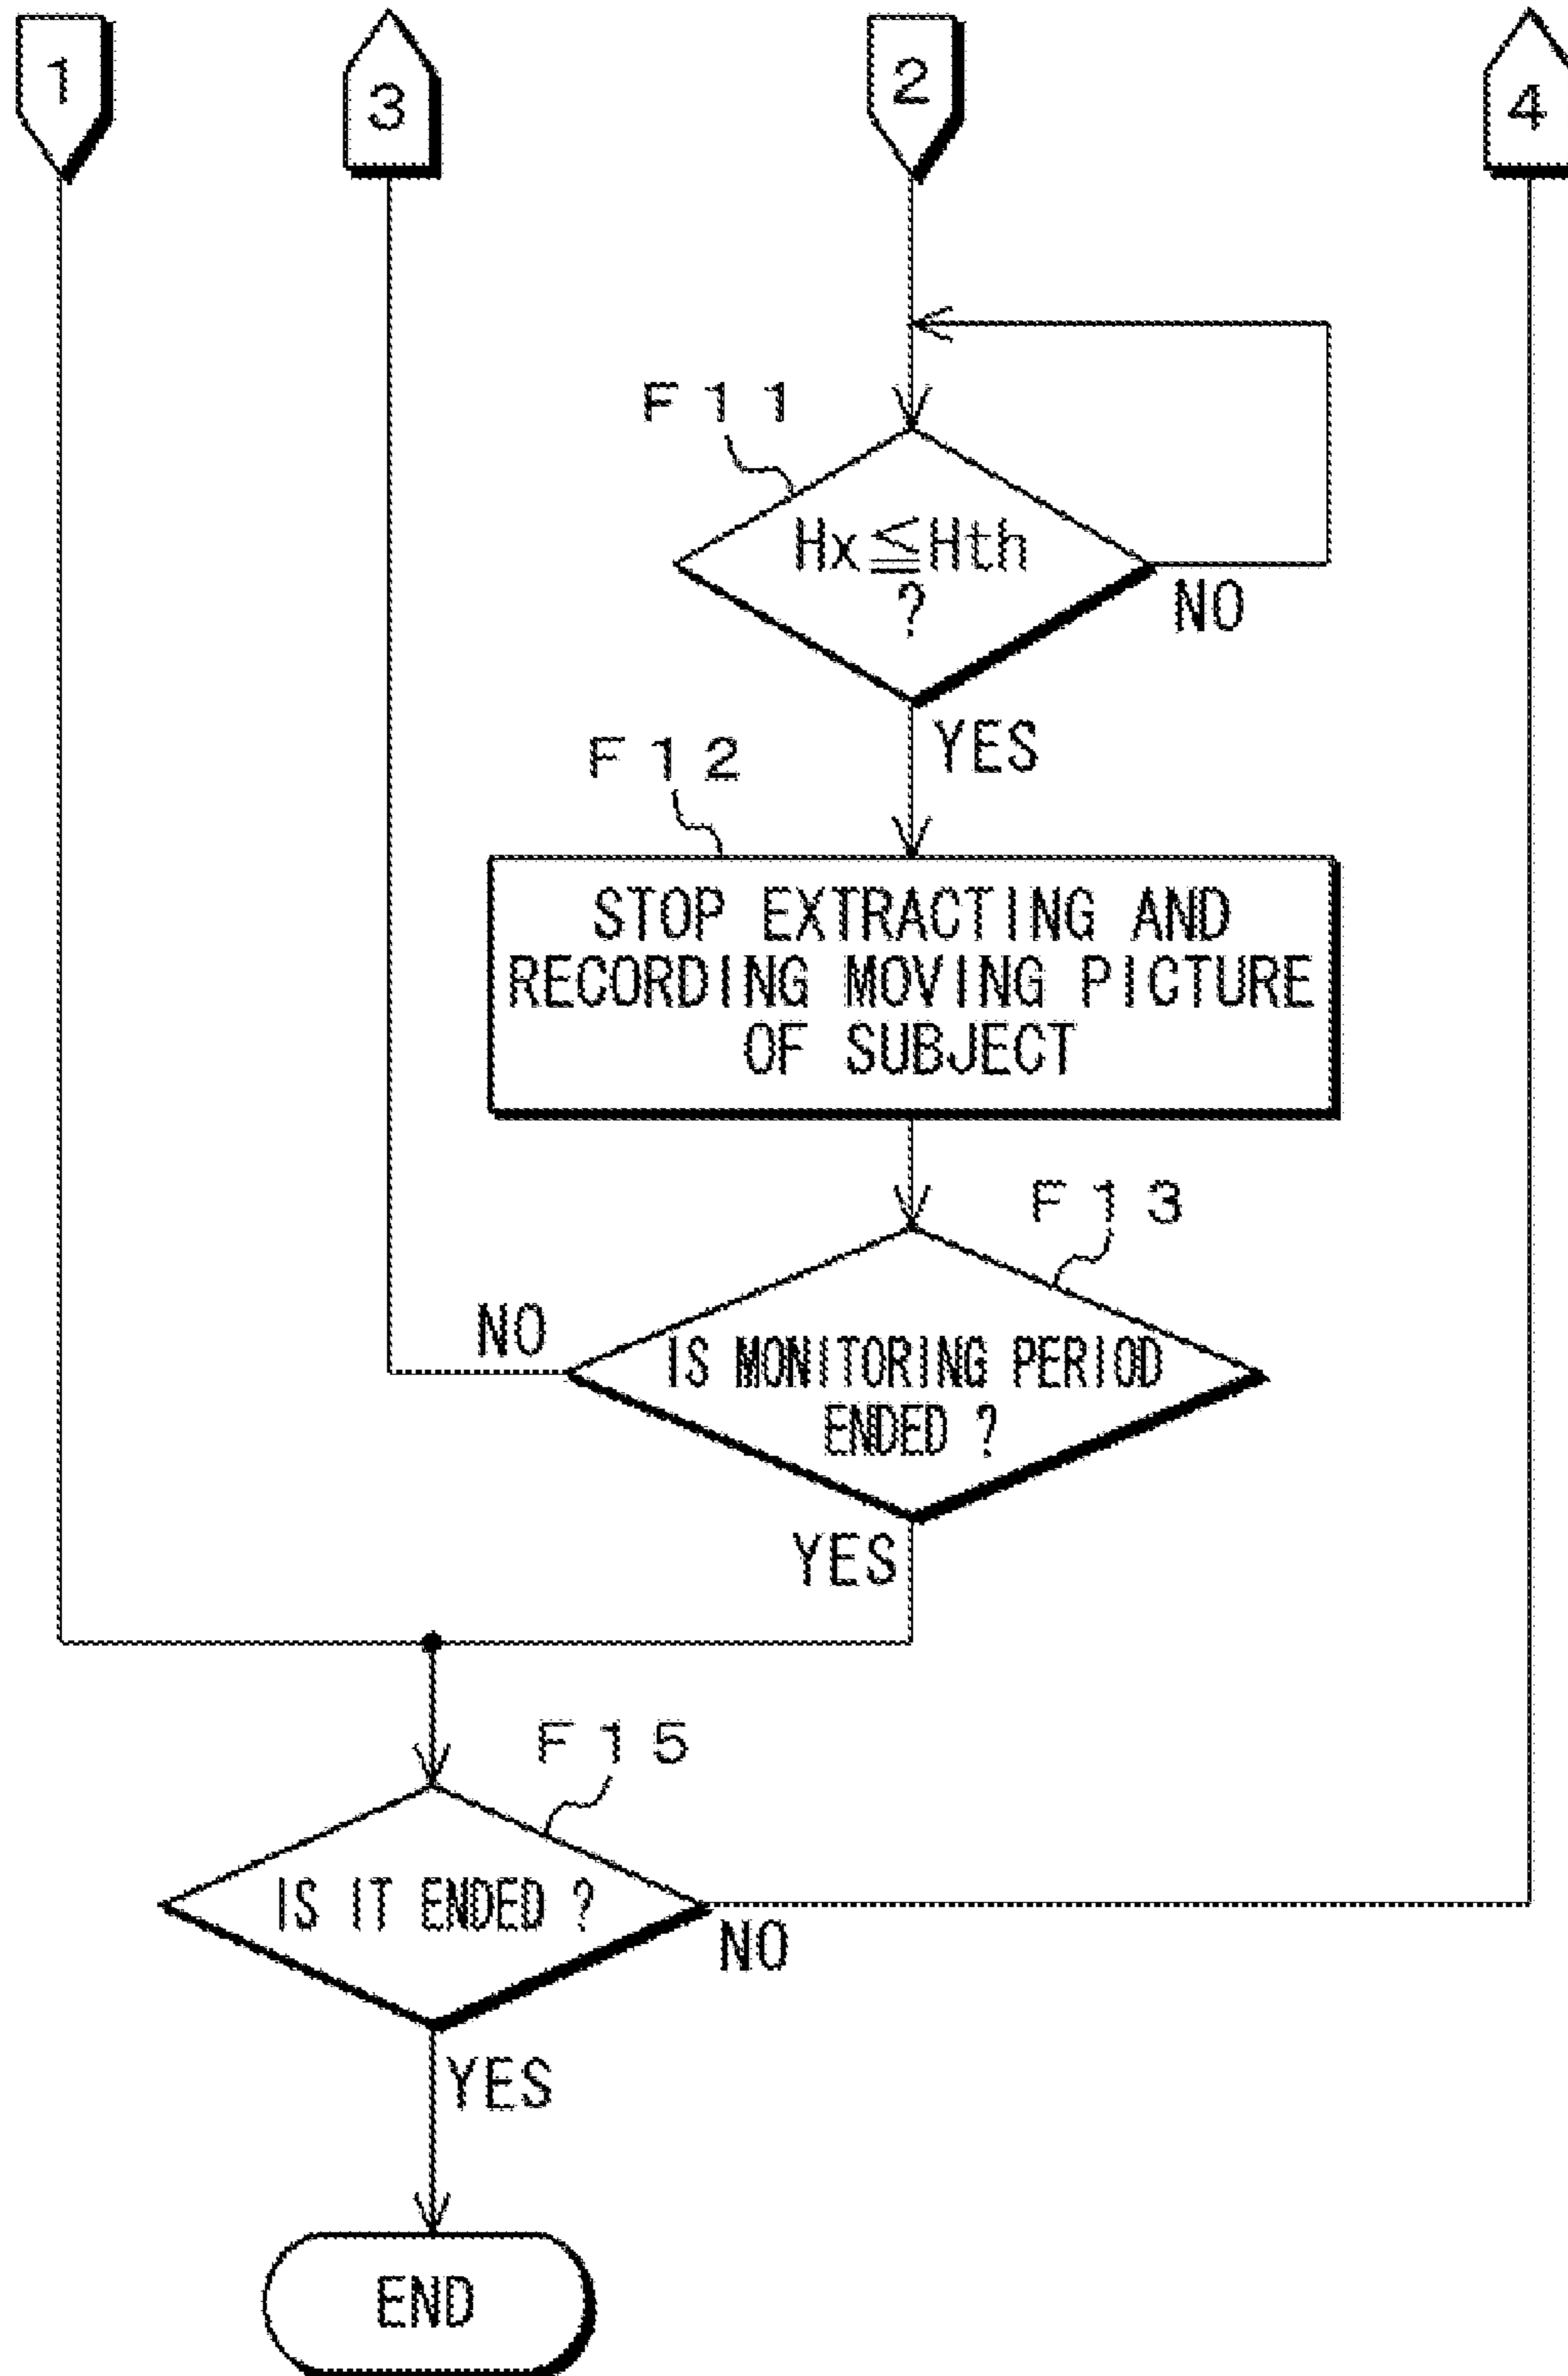 1
3
2
4
F11
Hx≦Hth
?
NO
YES
F12
STOP EXTRACTING AND
RECORDING MOVING PICTURE
OF SUBJECT
F13
NO
IS MONITORING PERIOD
ENDED ?
YES
F15
IS IT ENDED ?
NO
YES
END